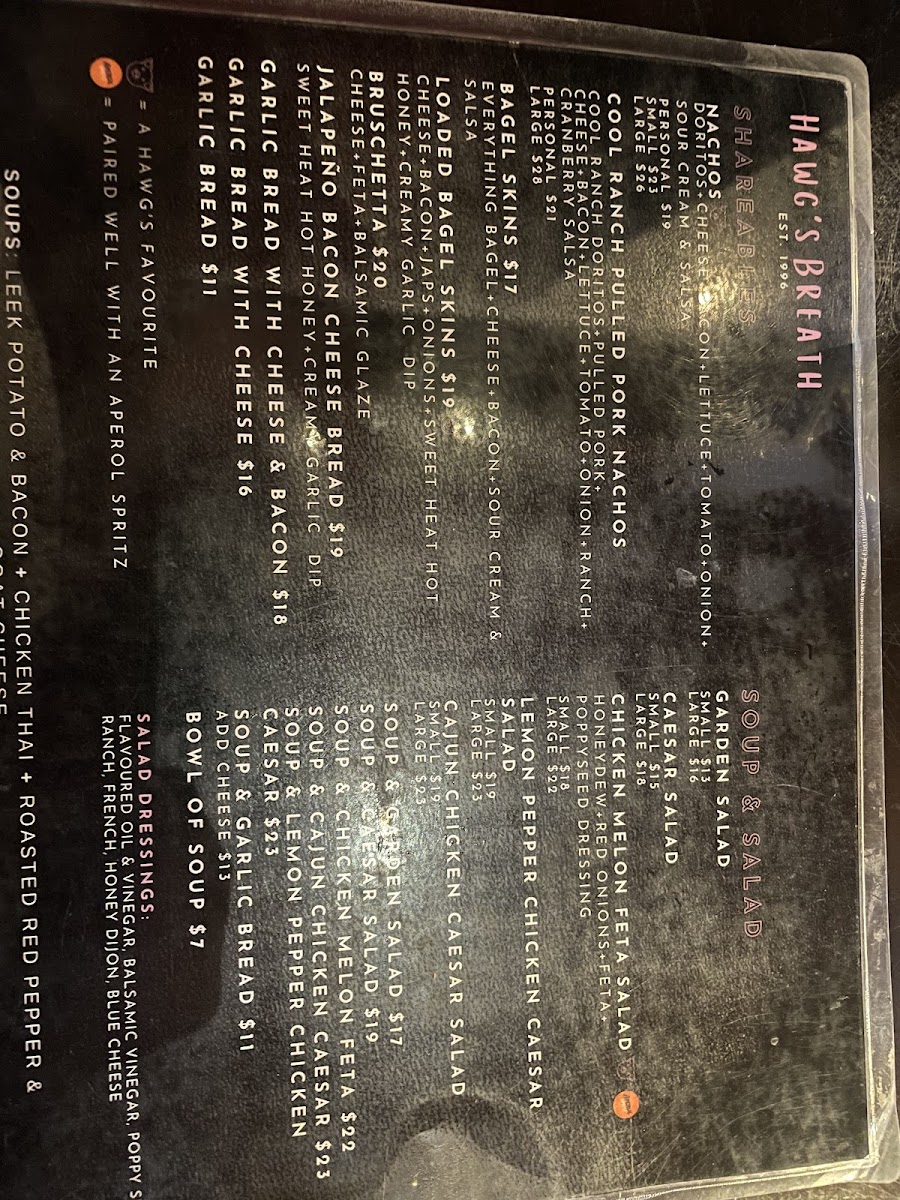 HAWG'S BREATH
EST. 1996
SHAREABLES
NACHOS
DORITOS+CHEESE+BACON+LETTUCE+TOMATO+ONION+
SOUR CREAM & SALSA
PERSONAL $19
SMALL $23
LARGE $26
COOL RANCH PULLED PORK NACHOS
COOL RANCH DORITOS+PULLED PORK+
CHEESE+BACON+LETTUCE+TOMATO+ONION+RANCH+
CRANBERRY SALSA
PERSONAL $21
LARGE $28
BAGEL SKINS $17
EVERYTHING BAGEL+CHEESE+BACON+SOUR CREAM &
SALSA
LOADED BAGEL SKINS $19
CHEESE+BACON+JAPS+ONIONS+SWEET HEAT HOT
HONEY+CREAMY GARLIC DIP
BRUSCHETTA $20
CHEESE+FETA+BALSAMIC GLAZE
JALAPEÑO BACON CHEESE BREAD $19
SWEET HEAT HOT HONEY+CREAMY GARLIC DIP
GARLIC BREAD WITH CHEESE & BACON $18
GARLIC BREAD WITH CHEESE $16
GARLIC BREAD $11
= A HAWG'S FAVOURITE
= PAIRED WELL WITH AN APEROL SPRITZ
SOUP & SALAD
GARDEN SALAD
SMALL $13
LARGE $16
CAESAR SALAD
SMALL $15
LARGE $18
CHICKEN MELON FETA SALAD
HONEYDEW+RED ONIONS+FETA+
POPPYSEED DRESSING
SMALL $18
LARGE $22
LEMON PEPPER CHICKEN CAESAR
SALAD
SMALL $19
LARGE $23
CAJUN CHICKEN CAESAR SALAD
SMALL $19
LARGE $23
SOUP & GARDEN SALAD $17
SOUP & CAESAR SALAD $19
SOUP & CHICKEN MELON FETA $22
SOUP & CAJUN CHICKEN CAESAR $23
SOUP & LEMON PEPPER CHICKEN
CAESAR $23
SOUP & GARLIC BREAD $11
ADD CHEESE $13
BOWL OF SOUP $7
SALAD DRESSINGS:
FLAVOURED OIL & VINEGAR, BALSAMIC VINEGAR, POPPY S
RANCH, FRENCH, HONEY DIJON, BLUE CHEESE
SOUPS: LEEK POTATO & BACON + CHICKEN THAI + ROASTED RED PEPPER &
GOAT CHEESE